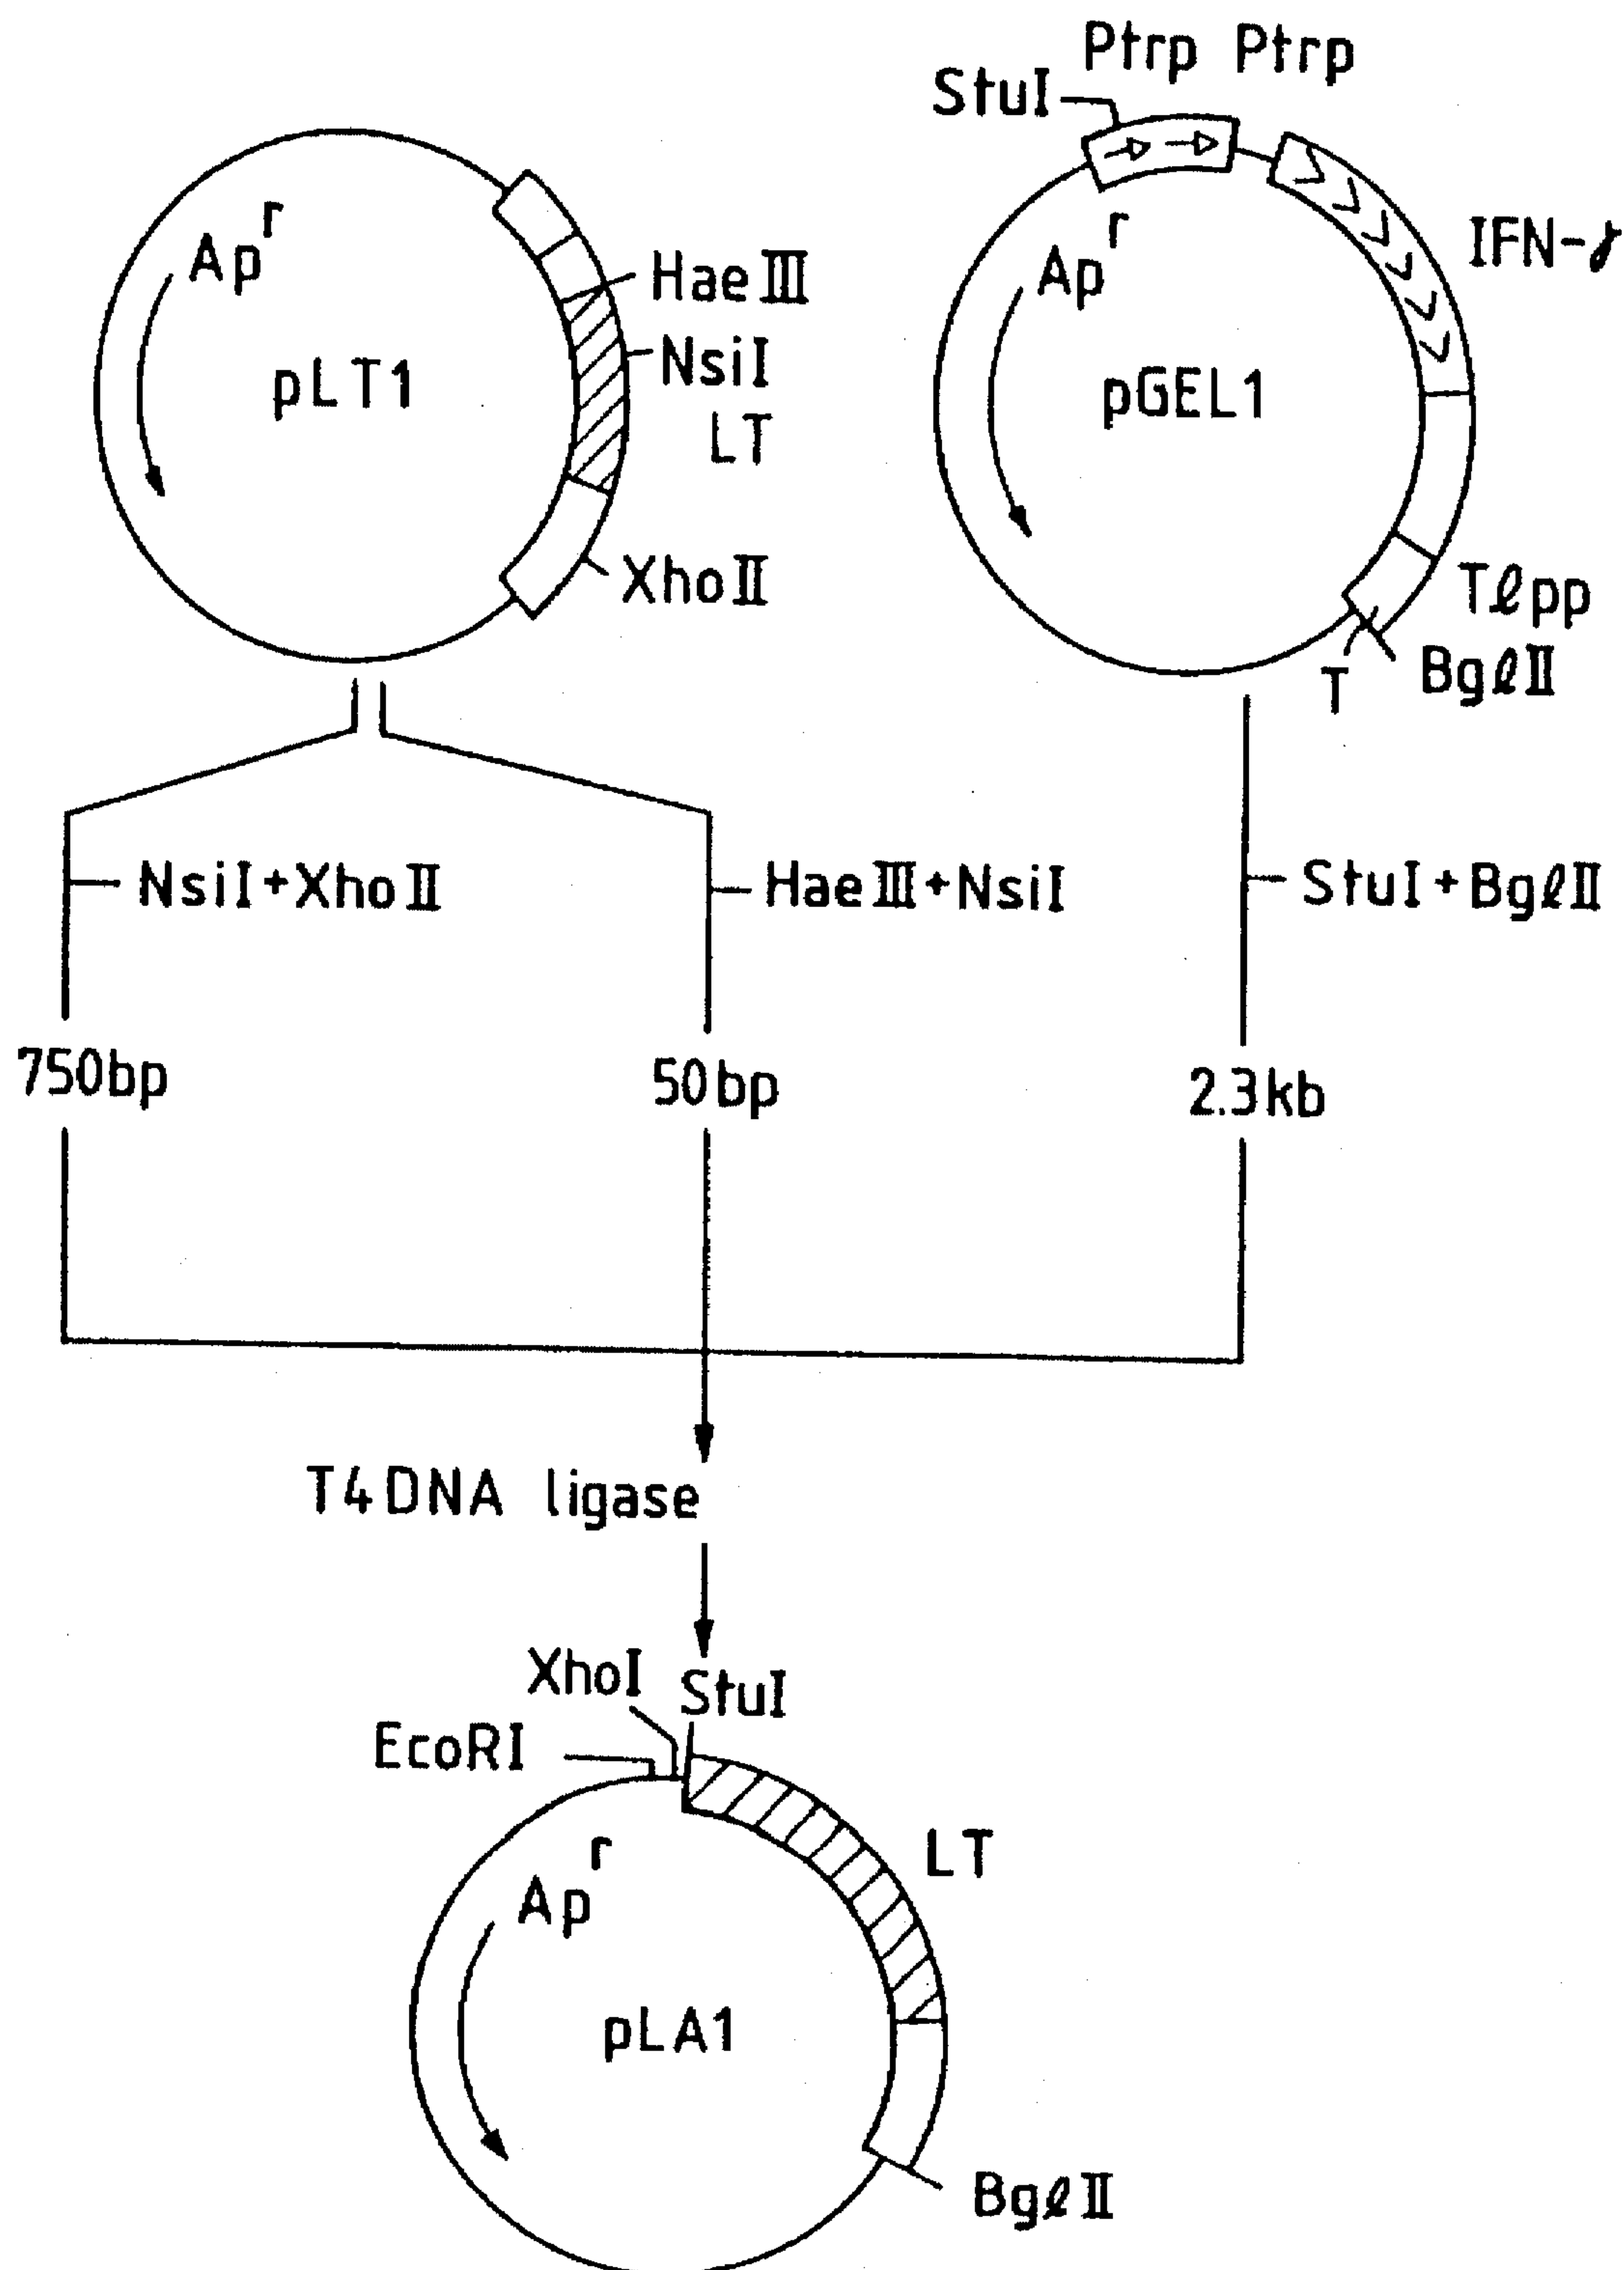 Ptrp Ptrp
StuI
Ap r
HaeIII
NsiI
LT
pLT1
XhoII
Ap r
IFN-γ
pGEL1
Tlpp
T
BglII
NsiI+XhoII
HaeIII+NsiI
StuI+BglII
750bp
50bp
2.3kb
T4DNA ligase
XhoI
StuI
EcoRI
LT
Ap r
pLA1
BglII